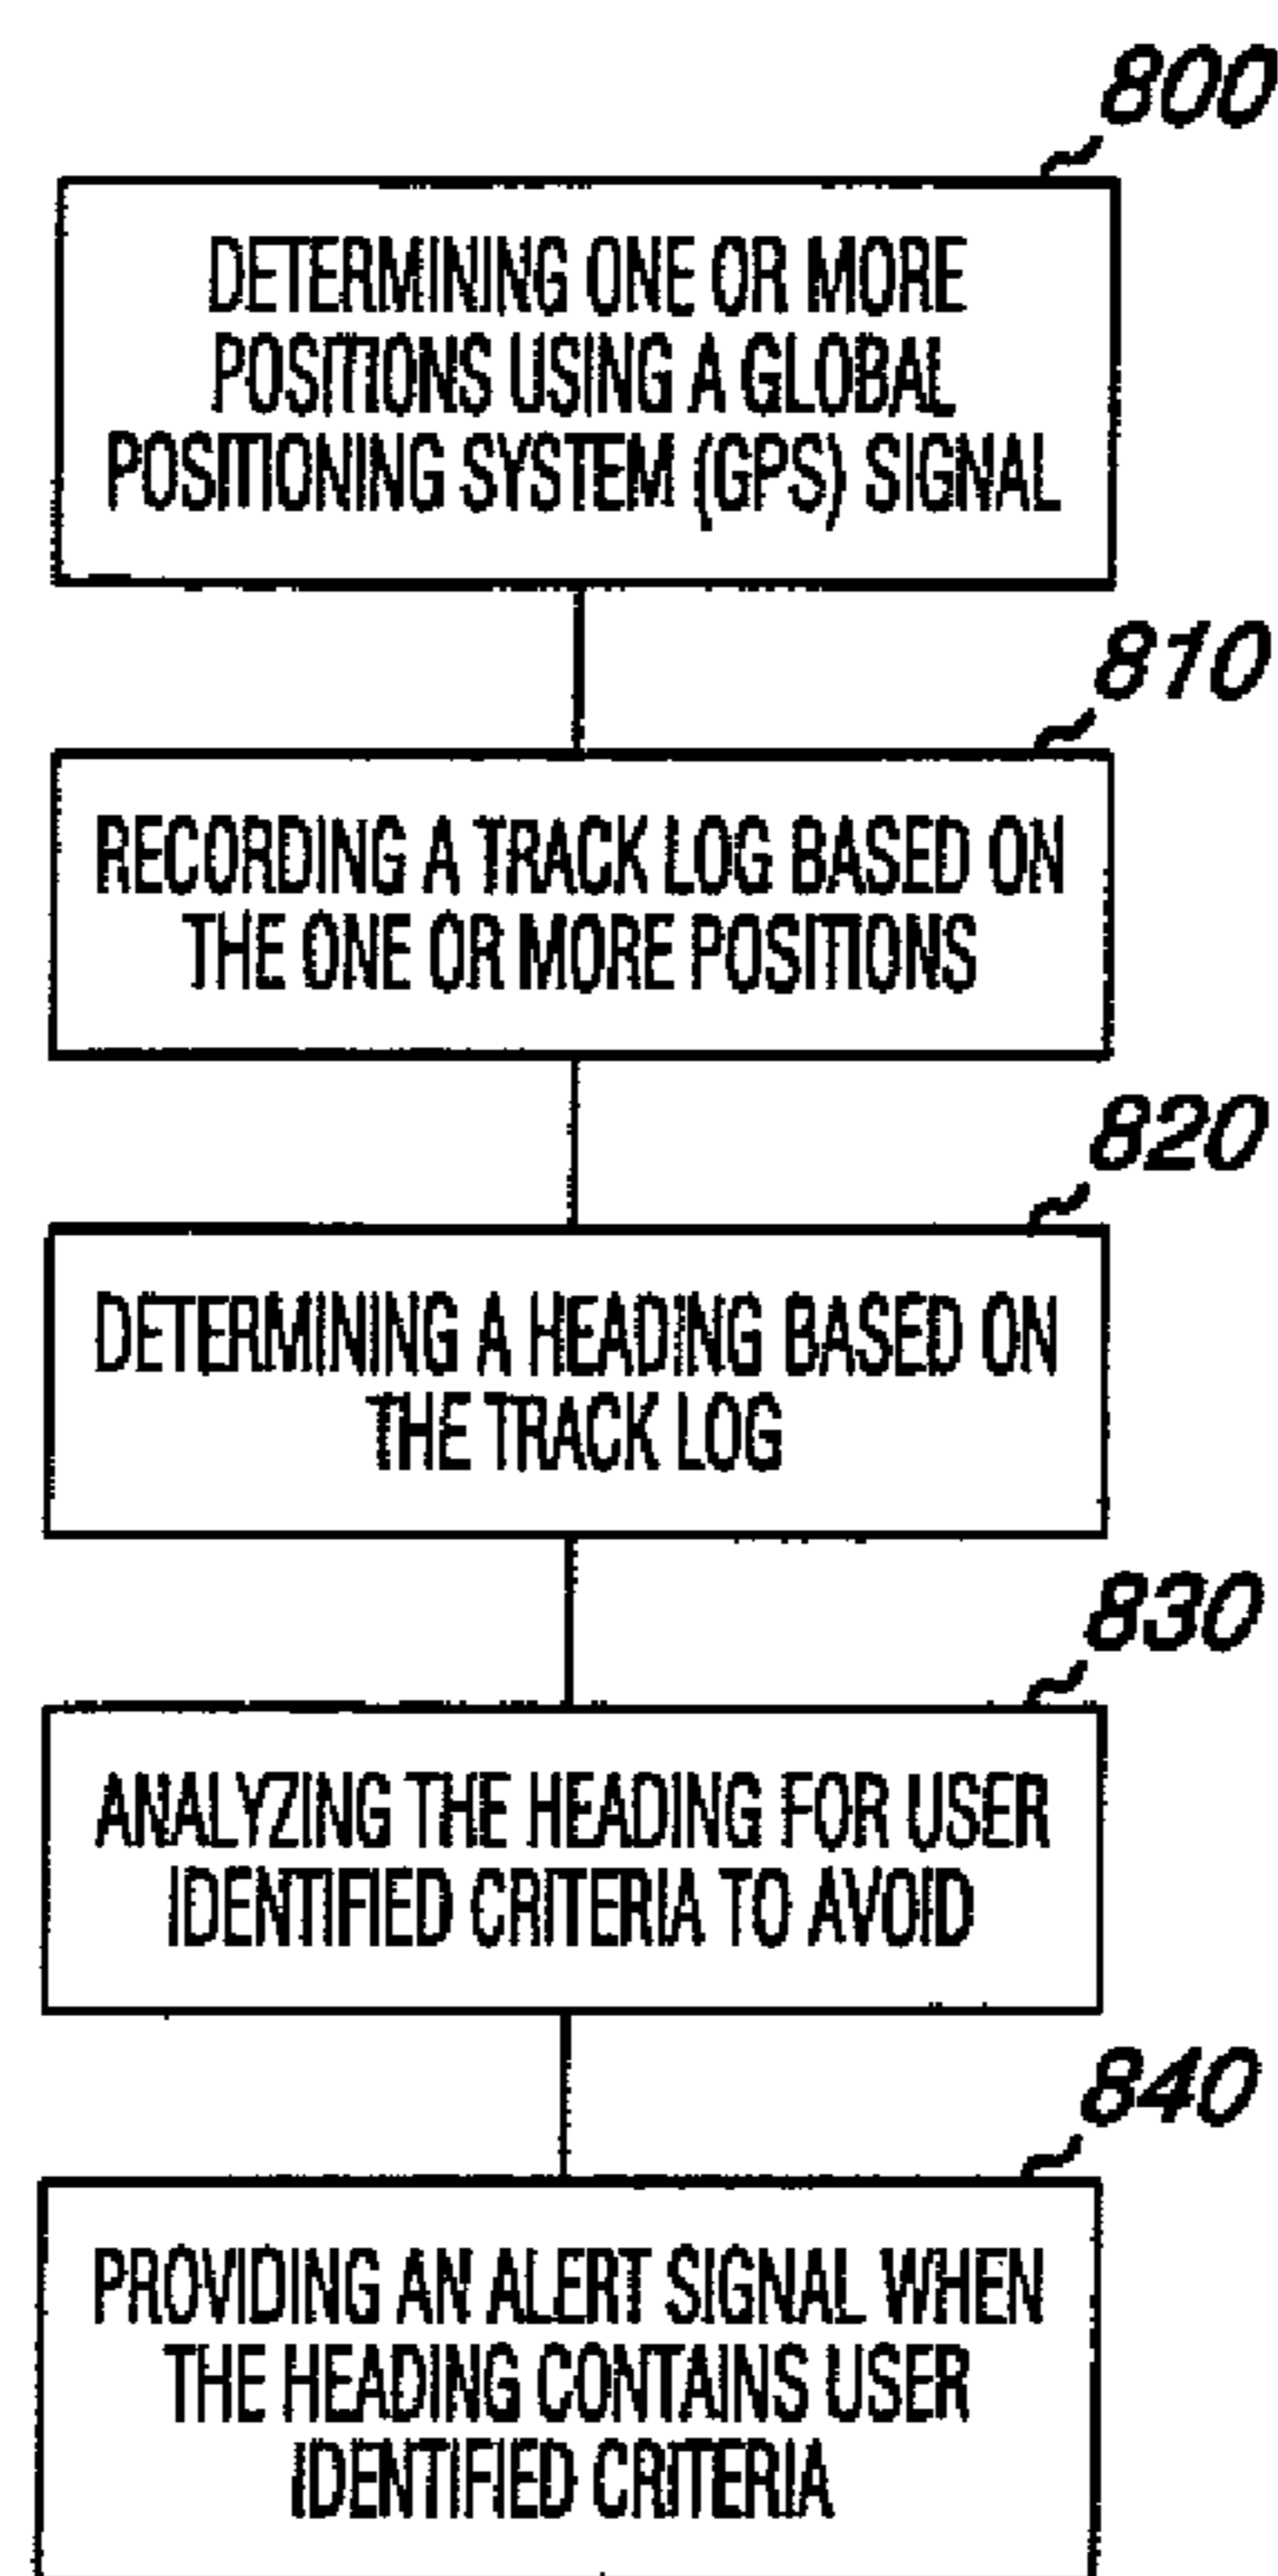 800
DETERMINING ONE OR MORE
POSITIONS USING A GLOBAL
POSITIONING SYSTEM (GPS) SIGNAL
810
RECORDING A TRACK LOG BASED ON
THE ONE OR MORE POSITIONS
820
DETERMINING A HEADING BASED ON
THE TRACK LOG
830
ANALYZING THE HEADING FOR USER
IDENTIFIED CRITERIA TO AVOID
840
PROVIDING AN ALERT SIGNAL WHEN
THE HEADING CONTAINS USER
IDENTIFIED CRITERIA